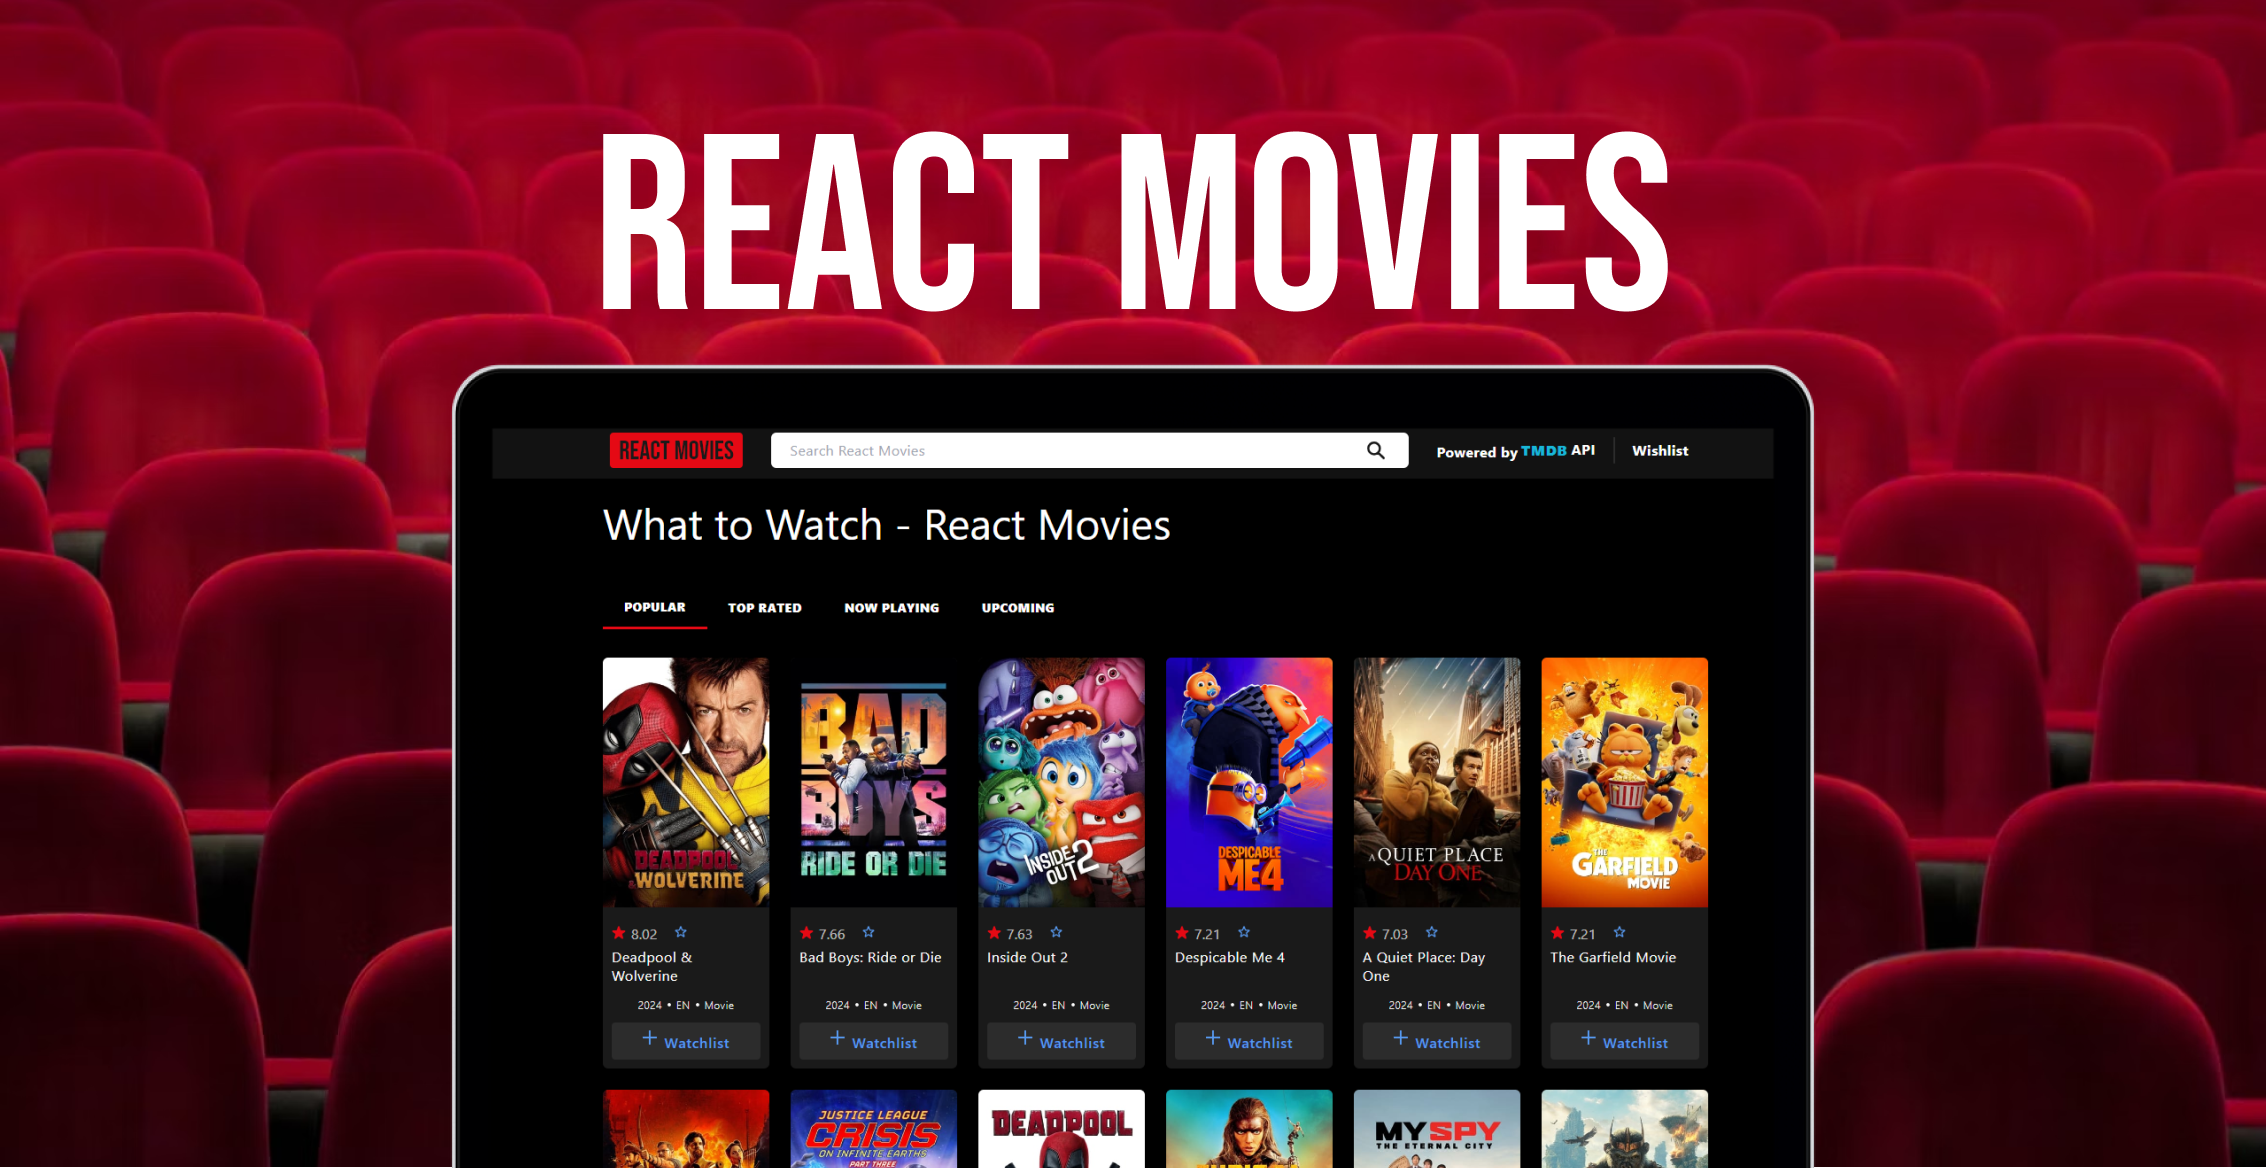 REACT MOVIES
REACT MOVIES
Search React Movies
Powered by TMDB API
Wishlist
What to Watch - React Movies
POPULAR
TOP RATED
NOW PLAYING
UPCOMING
DEADPOOL
& WOLVERINE
BAD
BOYS
RIDE OR DIE
INSIDE
OUT 2
DESPICABLE
ME4
A QUIET PLACE
DAY ONE
THE
GARFIELD
MOVIE
8.02
Deadpool &
Wolverine
2024 • EN • Movie
+ Watchlist
7.66
Bad Boys: Ride or Die
2024 • EN • Movie
+ Watchlist
7.63
Inside Out 2
2024 • EN • Movie
+ Watchlist
7.21
Despicable Me 4
2024 • EN • Movie
+ Watchlist
7.03
A Quiet Place: Day
One
2024 • EN • Movie
+ Watchlist
7.21
The Garfield Movie
2024 • EN • Movie
+ Watchlist
JUSTICE LEAGUE
CRISIS
ON INFINITE EARTHS
PART THREE
DEADPOOL
MY SPY
THE ETERNAL CITY